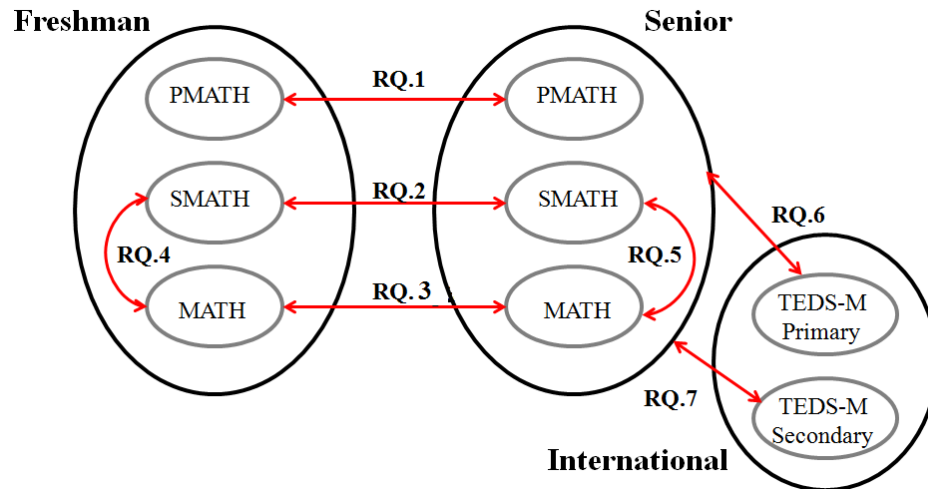 Freshman
Senior
PMATH
RQ.1
PMATH
SMATH
RQ.2
SMATH
RQ.6
RQ.4
RQ.5
MATH
RQ. 3
MATH
TEDS-M
Primary
RQ.7
TEDS-M
Secondary
International